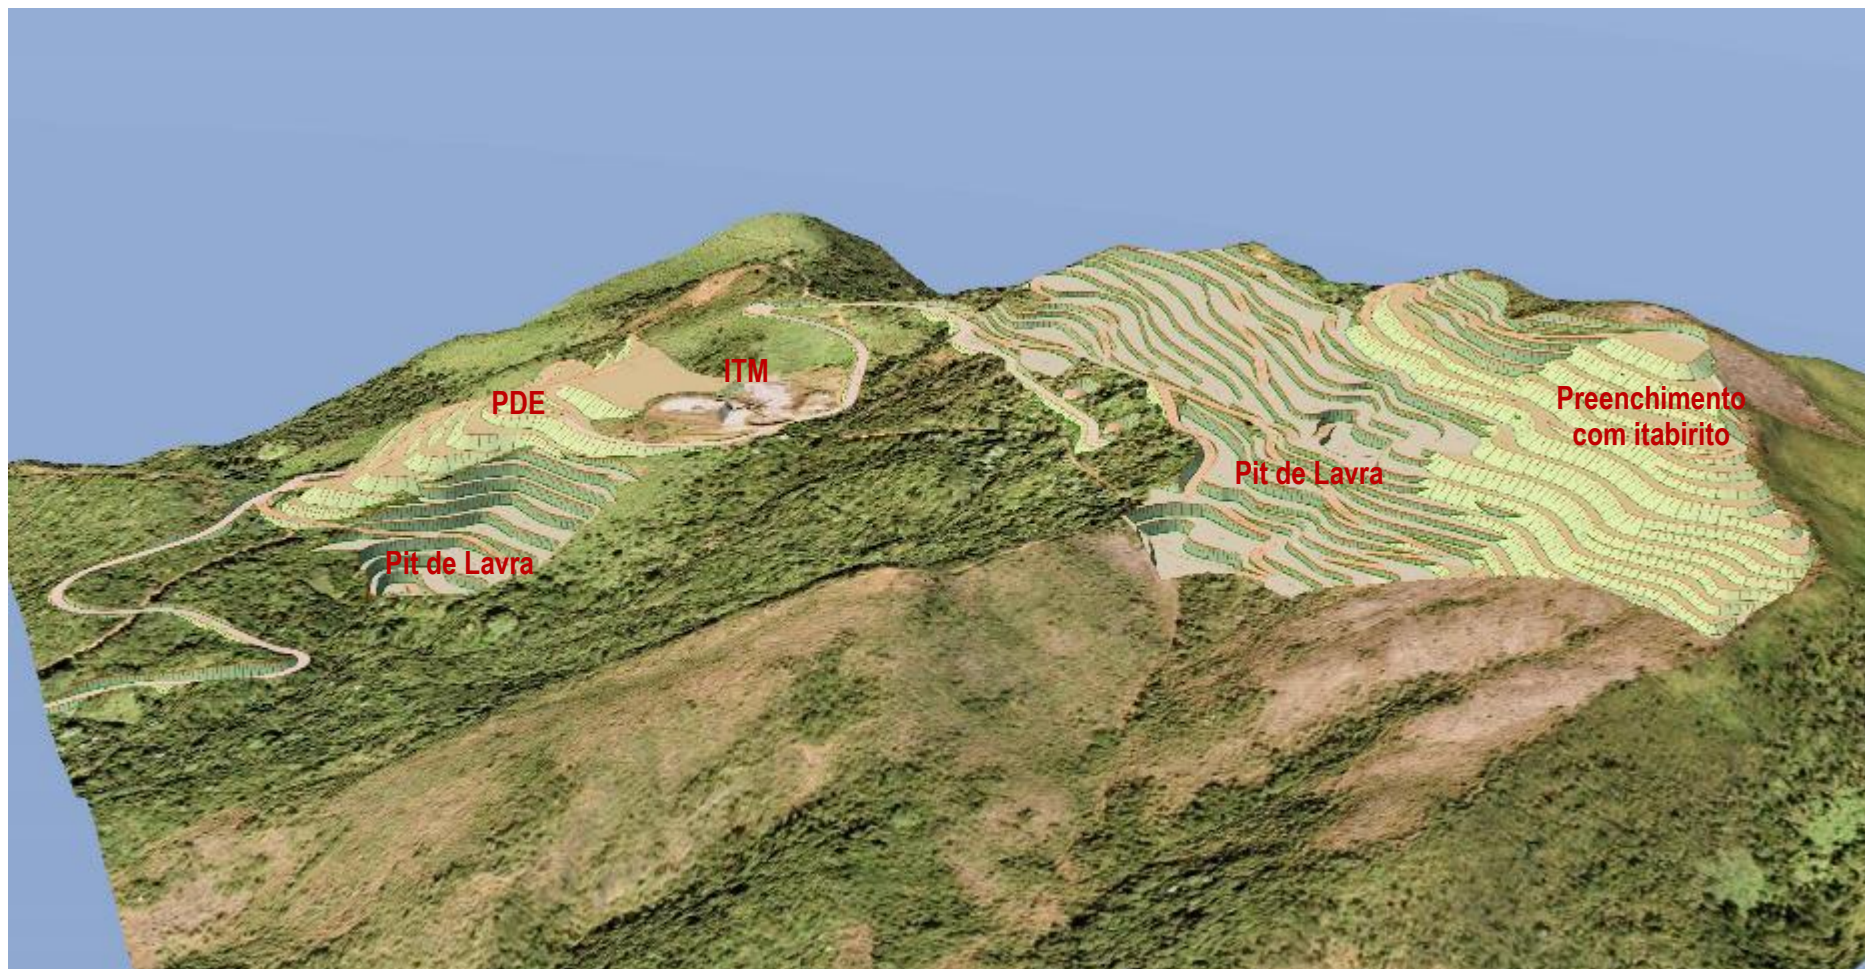 ITM
PDE
Preenchimento
com itabirito
Pit de Lavra
Pit de Lavra